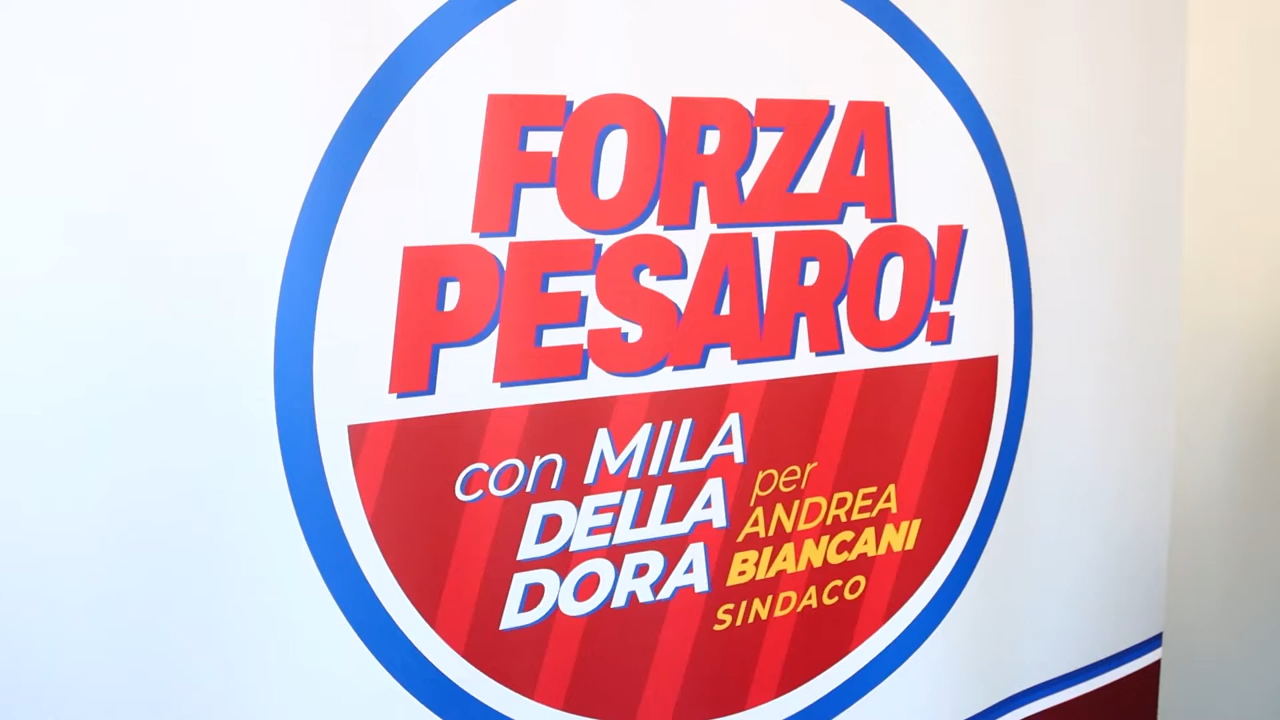 FORZA
PESARO!
con MILA
DELLA
DORA
per
ANDREA
BIANCANI
SINDACO